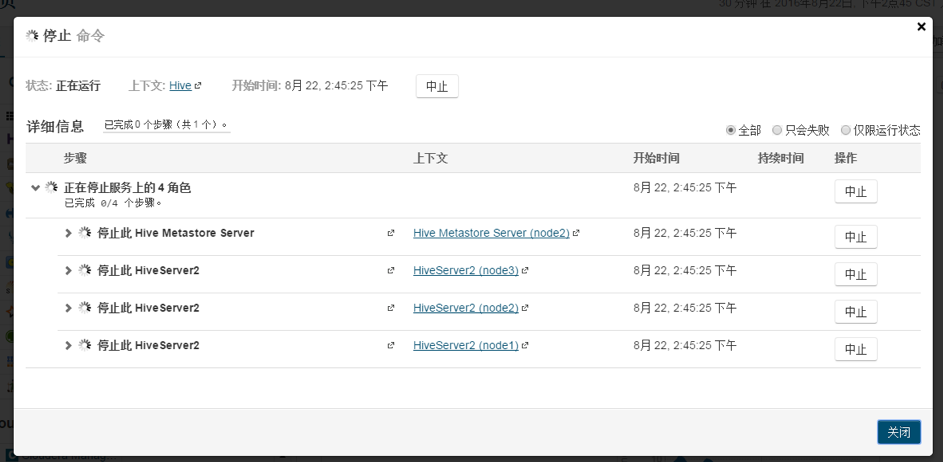 30 分钟 在 2016年8月22日, 下午2点45 CST
停止 命令
状态: 正在运行 上下文: Hive 开始时间: 8月 22, 2:45:25 下午 中止
详细信息 已完成 0 个步骤（共 1 个）。 全部 只会失败 仅限运行状态
步骤 上下文 开始时间 持续时间 操作
正在停止服务上的 4 角色 8月 22, 2:45:25 下午 中止
已完成 0/4 个步骤。
停止此 Hive Metastore Server Hive Metastore Server (node2) 8月 22, 2:45:25 下午 中止
停止此 HiveServer2 HiveServer2 (node3) 8月 22, 2:45:25 下午 中止
停止此 HiveServer2 HiveServer2 (node2) 8月 22, 2:45:25 下午 中止
停止此 HiveServer2 HiveServer2 (node1) 8月 22, 2:45:25 下午 中止
关闭